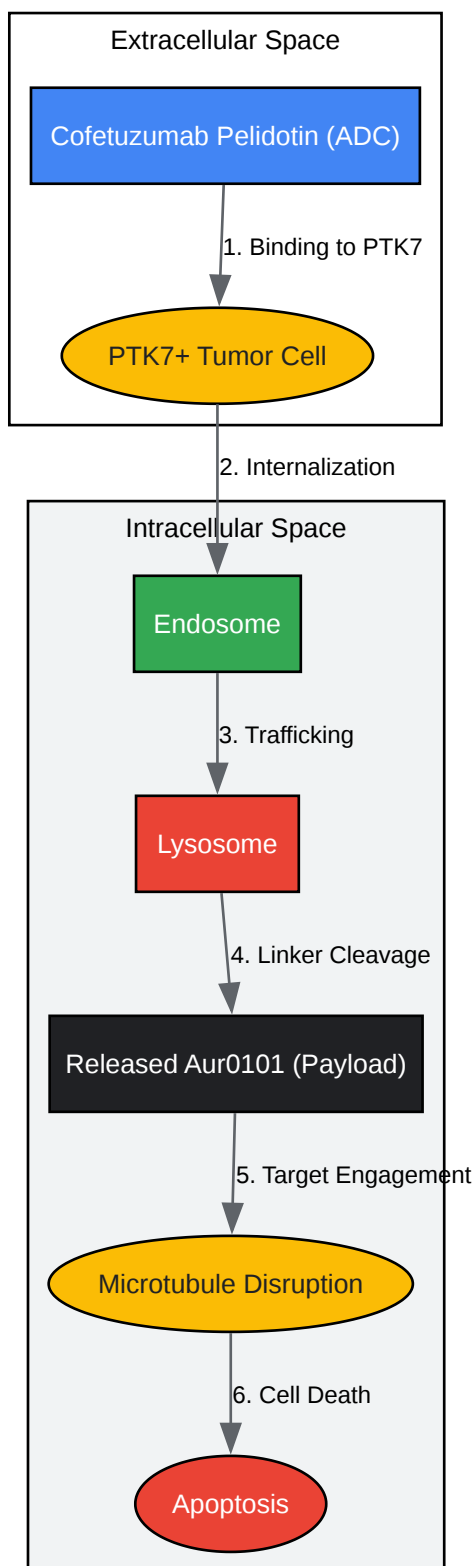 Extracellular Space
Cofetuzumab Pelidotin (ADC)
1. Binding to PTK7
PTK7+ Tumor Cell
2. Internalization
Intracellular Space
Endosome
3. Trafficking
Lysosome
4. Linker Cleavage
Released Aur0101 (Payload)
5. Target Engagement
Microtubule Disruption
6. Cell Death
Apoptosis